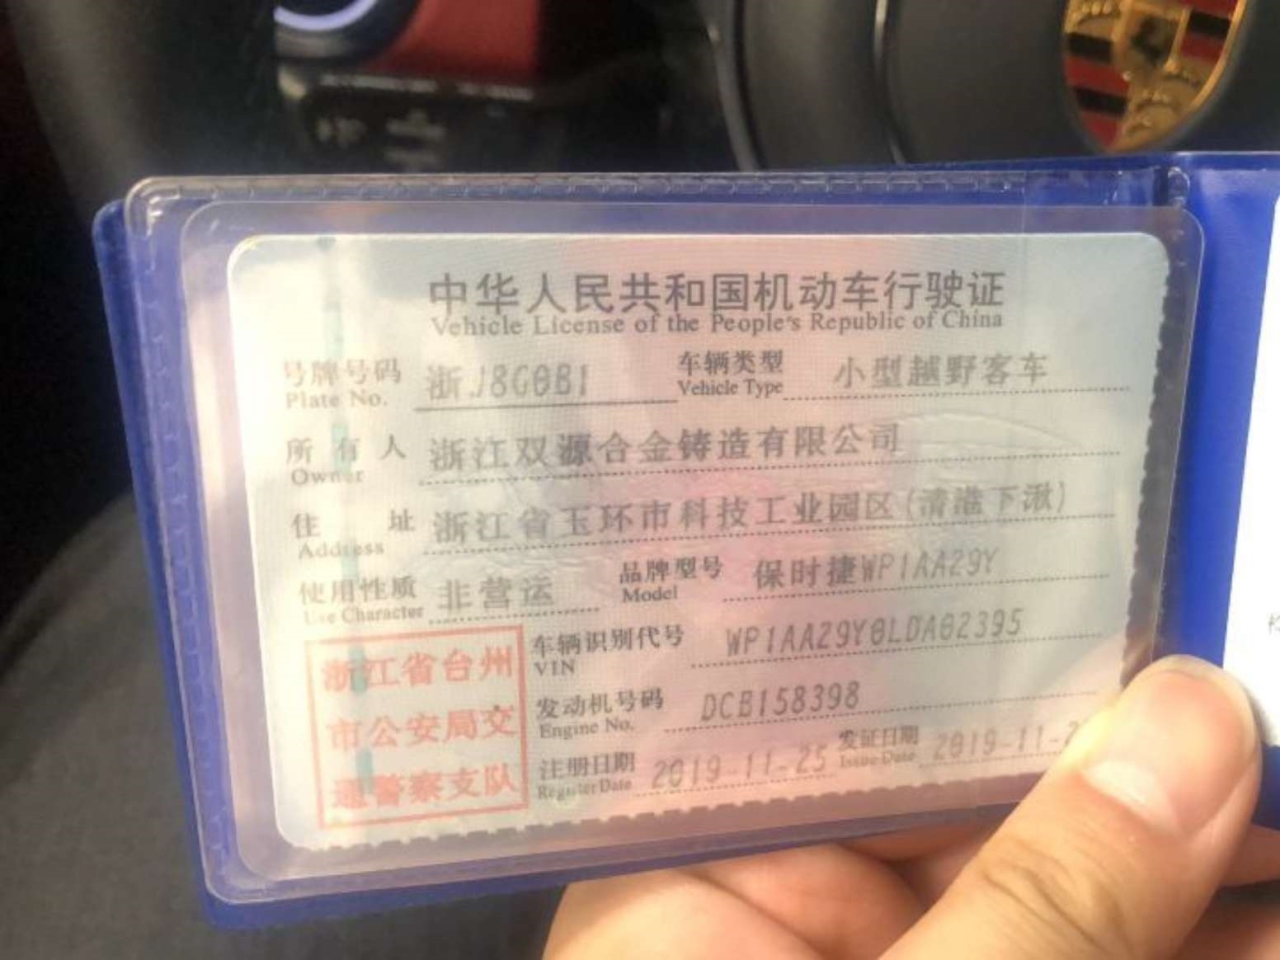 中华人民共和国机动车行驶证
Vehicle License of the People's Republic of China
号牌号码 浙J8G0B1 车辆类型 小型越野客车
Plate No. Vehicle Type
所有人 浙江双源合金铸造有限公司
Owner
住址 浙江省玉环市科技工业园区(清港下湫)
Address
使用性质 非营运 品牌型号 保时捷WP1AA29Y
Use Character Model
车辆识别代号 WP1AA29Y0LDA02395
VIN
发动机号码 DCB158398
Engine No.
注册日期 2019-11-25 发证日期 2019-11-2
Register Date Issue Date
浙江省台州
市公安局交
通警察支队